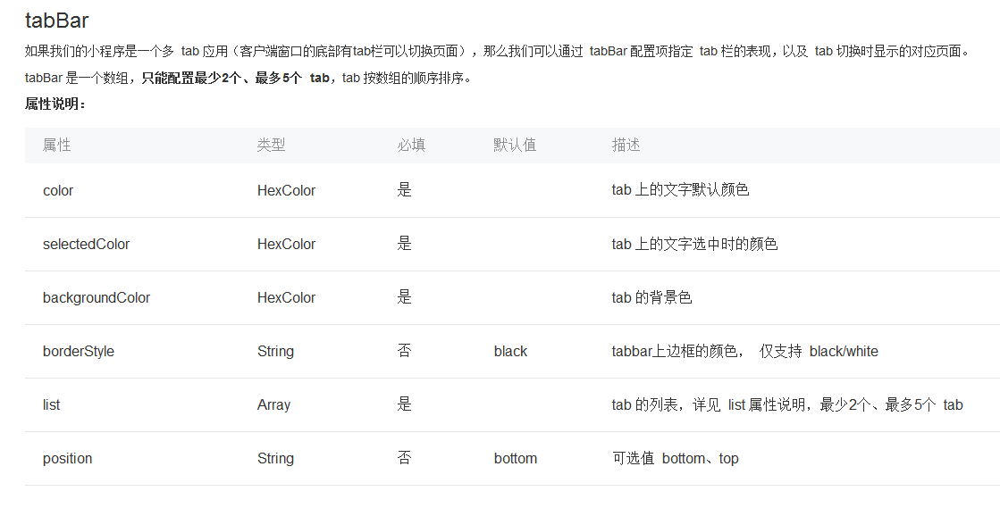 tabBar
如果我们的小程序是一个多 tab 应用（客户端窗口的底部有tab栏可以切换页面），那么我们可以通过 tabBar 配置项指定 tab 栏的表现，以及 tab 切换时显示的对应页面。
tabBar 是一个数组，只能配置最少2个、最多5个 tab，tab 按数组的顺序排序。
属性说明：
属性 类型 必填 默认值 描述
color HexColor 是 tab 上的文字默认颜色
selectedColor HexColor 是 tab 上的文字选中时的颜色
backgroundColor HexColor 是 tab 的背景色
borderStyle String 否 black tabbar上边框的颜色， 仅支持 black/white
list Array 是 tab 的列表，详见 list 属性说明，最少2个、最多5个 tab
position String 否 bottom 可选值 bottom、top